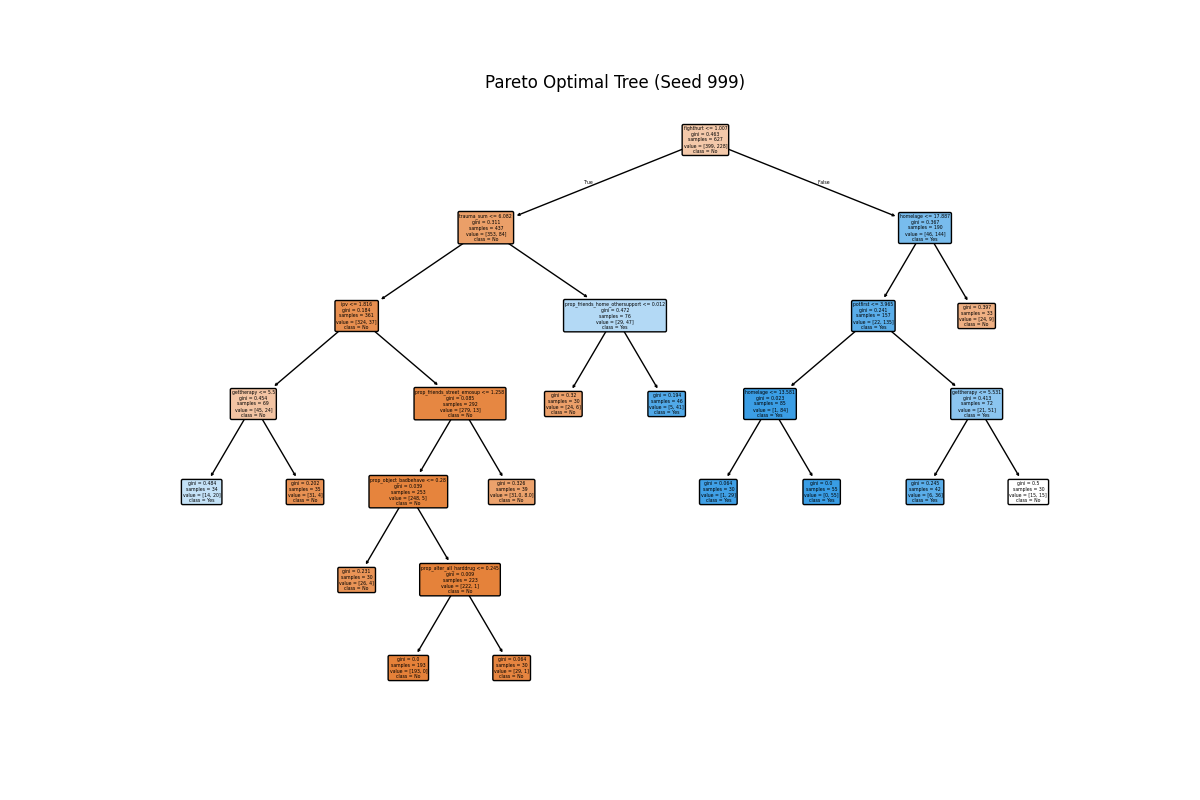 Pareto Optimal Tree (Seed 999)
fighthurt <= 1.007
gini = 0.463
samples = 627
value = [399, 228]
class = No
True
False
trauma_sum <= 6.082
gini = 0.311
samples = 437
value = [353, 84]
class = No
homelage <= 17.887
gini = 0.367
samples = 190
value = [46, 144]
class = Yes
ipv <= 1.816
gini = 0.184
samples = 361
value = [324, 37]
class = No
prop_friends_home_othersupport <= 0.012
gini = 0.472
samples = 76
value = [29, 47]
class = Yes
potfirst <= 3.965
gini = 0.241
samples = 157
value = [22, 135]
class = Yes
gini = 0.397
samples = 33
value = [24, 9]
class = No
gettherapy <= 5.5
gini = 0.454
samples = 69
value = [45, 24]
class = No
prop_friends_street_emosup <= 1.258
gini = 0.085
samples = 292
value = [279, 13]
class = No
gini = 0.32
samples = 30
value = [24, 6]
class = No
gini = 0.194
samples = 46
value = [5, 41]
class = Yes
homelage <= 13.581
gini = 0.023
samples = 85
value = [1, 84]
class = Yes
gettherapy <= 5.531
gini = 0.413
samples = 72
value = [21, 51]
class = Yes
gini = 0.484
samples = 34
value = [14, 20]
class = Yes
gini = 0.202
samples = 35
value = [31, 4]
class = No
prop_object_badbehave <= 0.28
gini = 0.039
samples = 253
value = [248, 5]
class = No
gini = 0.326
samples = 39
value = [31.0, 8.0]
class = No
gini = 0.064
samples = 30
value = [1, 29]
class = Yes
gini = 0.0
samples = 55
value = [0, 55]
class = Yes
gini = 0.245
samples = 42
value = [6, 36]
class = Yes
gini = 0.5
samples = 30
value = [15, 15]
class = No
gini = 0.231
samples = 30
value = [26, 4]
class = No
prop_alter_all_harddrug <= 0.245
gini = 0.009
samples = 223
value = [222, 1]
class = No
gini = 0.0
samples = 193
value = [193, 0]
class = No
gini = 0.064
samples = 30
value = [29, 1]
class = No